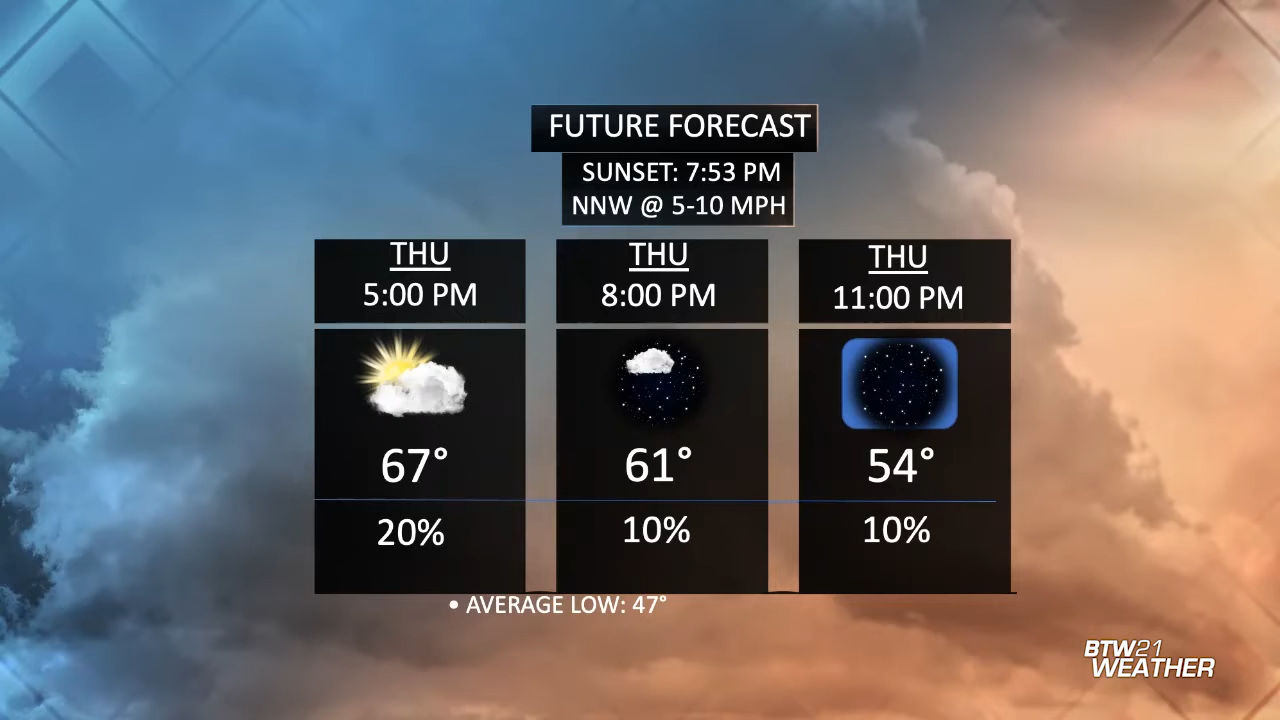 FUTURE FORECAST
SUNSET: 7:53 PM
NNW @ 5-10 MPH
THU
5:00 PM
67°
20%
THU
8:00 PM
61°
10%
THU
11:00 PM
54°
10%
• AVERAGE LOW: 47°
BTW21
WEATHER